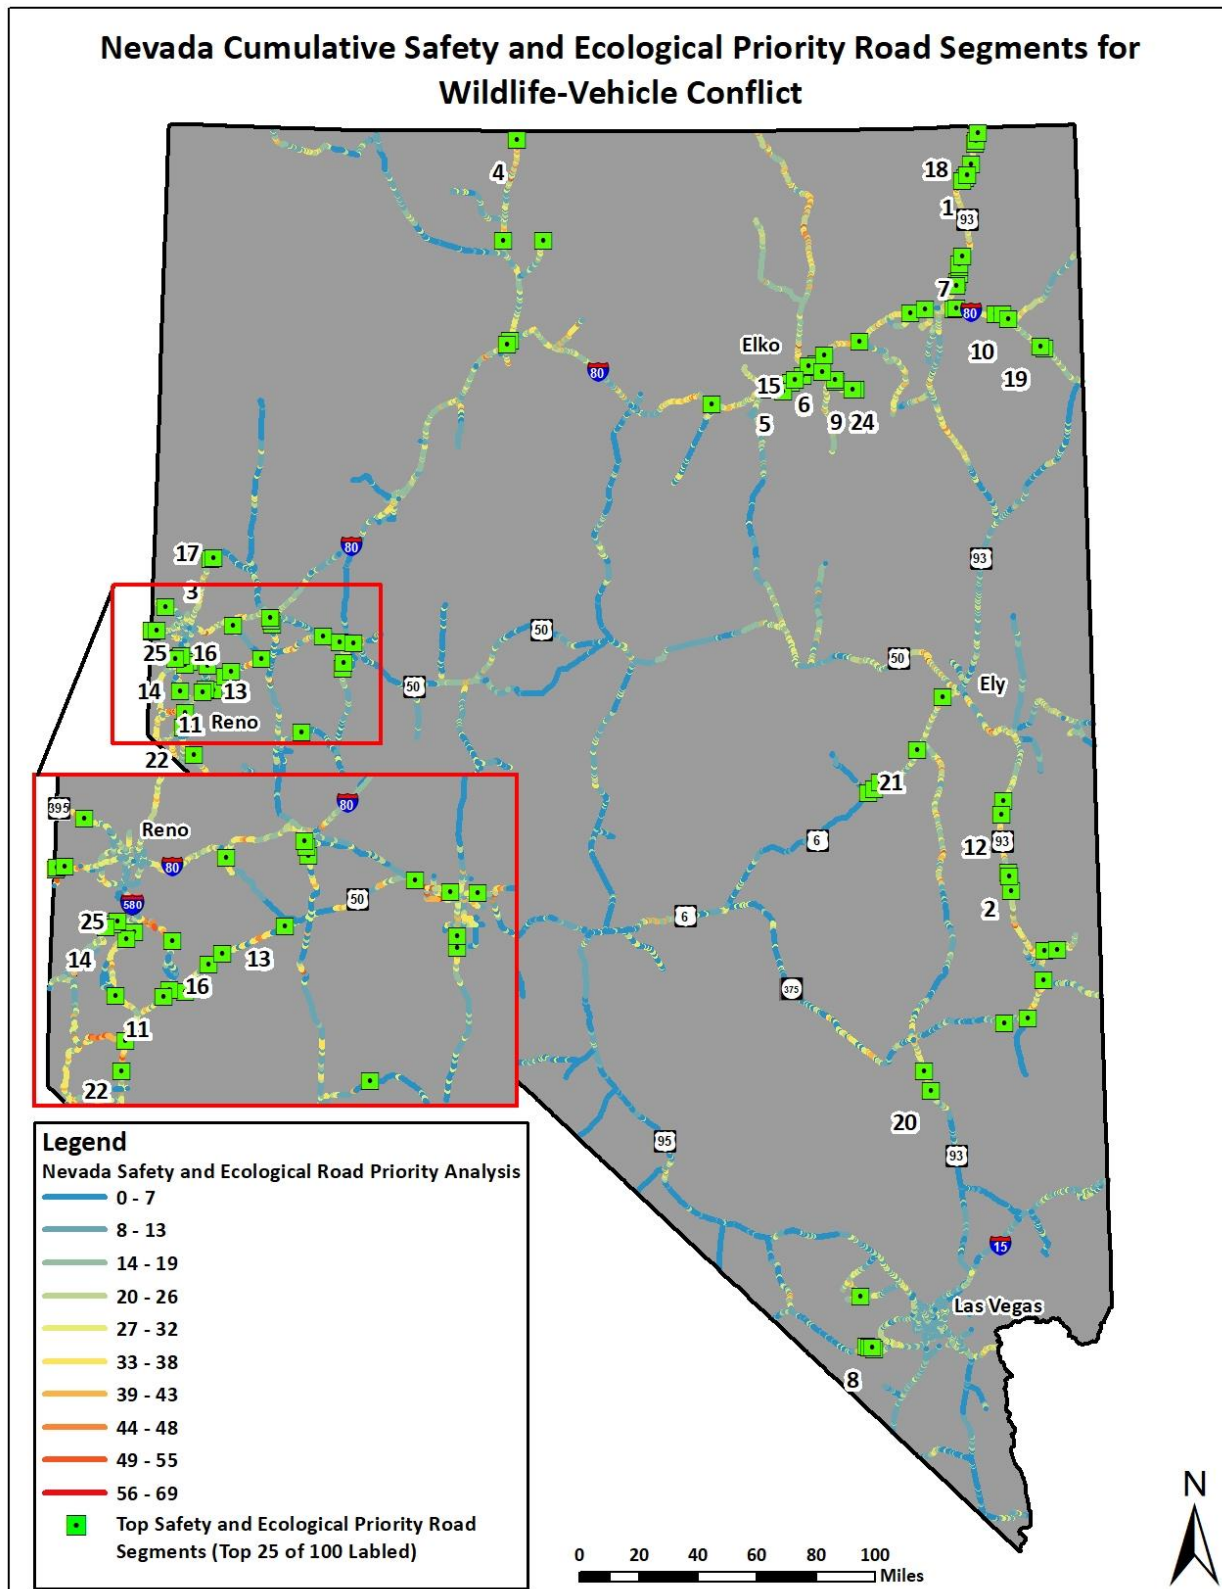 Nevada Cumulative Safety and Ecological Priority Road Segments for
Wildlife-Vehicle Conflict
4
18
1
93
7
80
Elko
10
80
19
15
6
5
9
24
17
80
93
3
50
25
16
50
50
Ely
14
13
11
Reno
22
21
395
80
Reno
6
12
93
80
50
2
580
25
6
14
13
375
16
11
22
20
95
93
Legend
Nevada Safety and Ecological Road Priority Analysis
0 - 7
8 - 13
14 - 19
15
20 - 26
Las Vegas
27 - 32
33 - 38
8
39 - 43
44 - 48
49 - 55
56 - 69
N
Top Safety and Ecological Priority Road
Segments (Top 25 of 100 Labled)
0 20 40 60 80 100
Miles